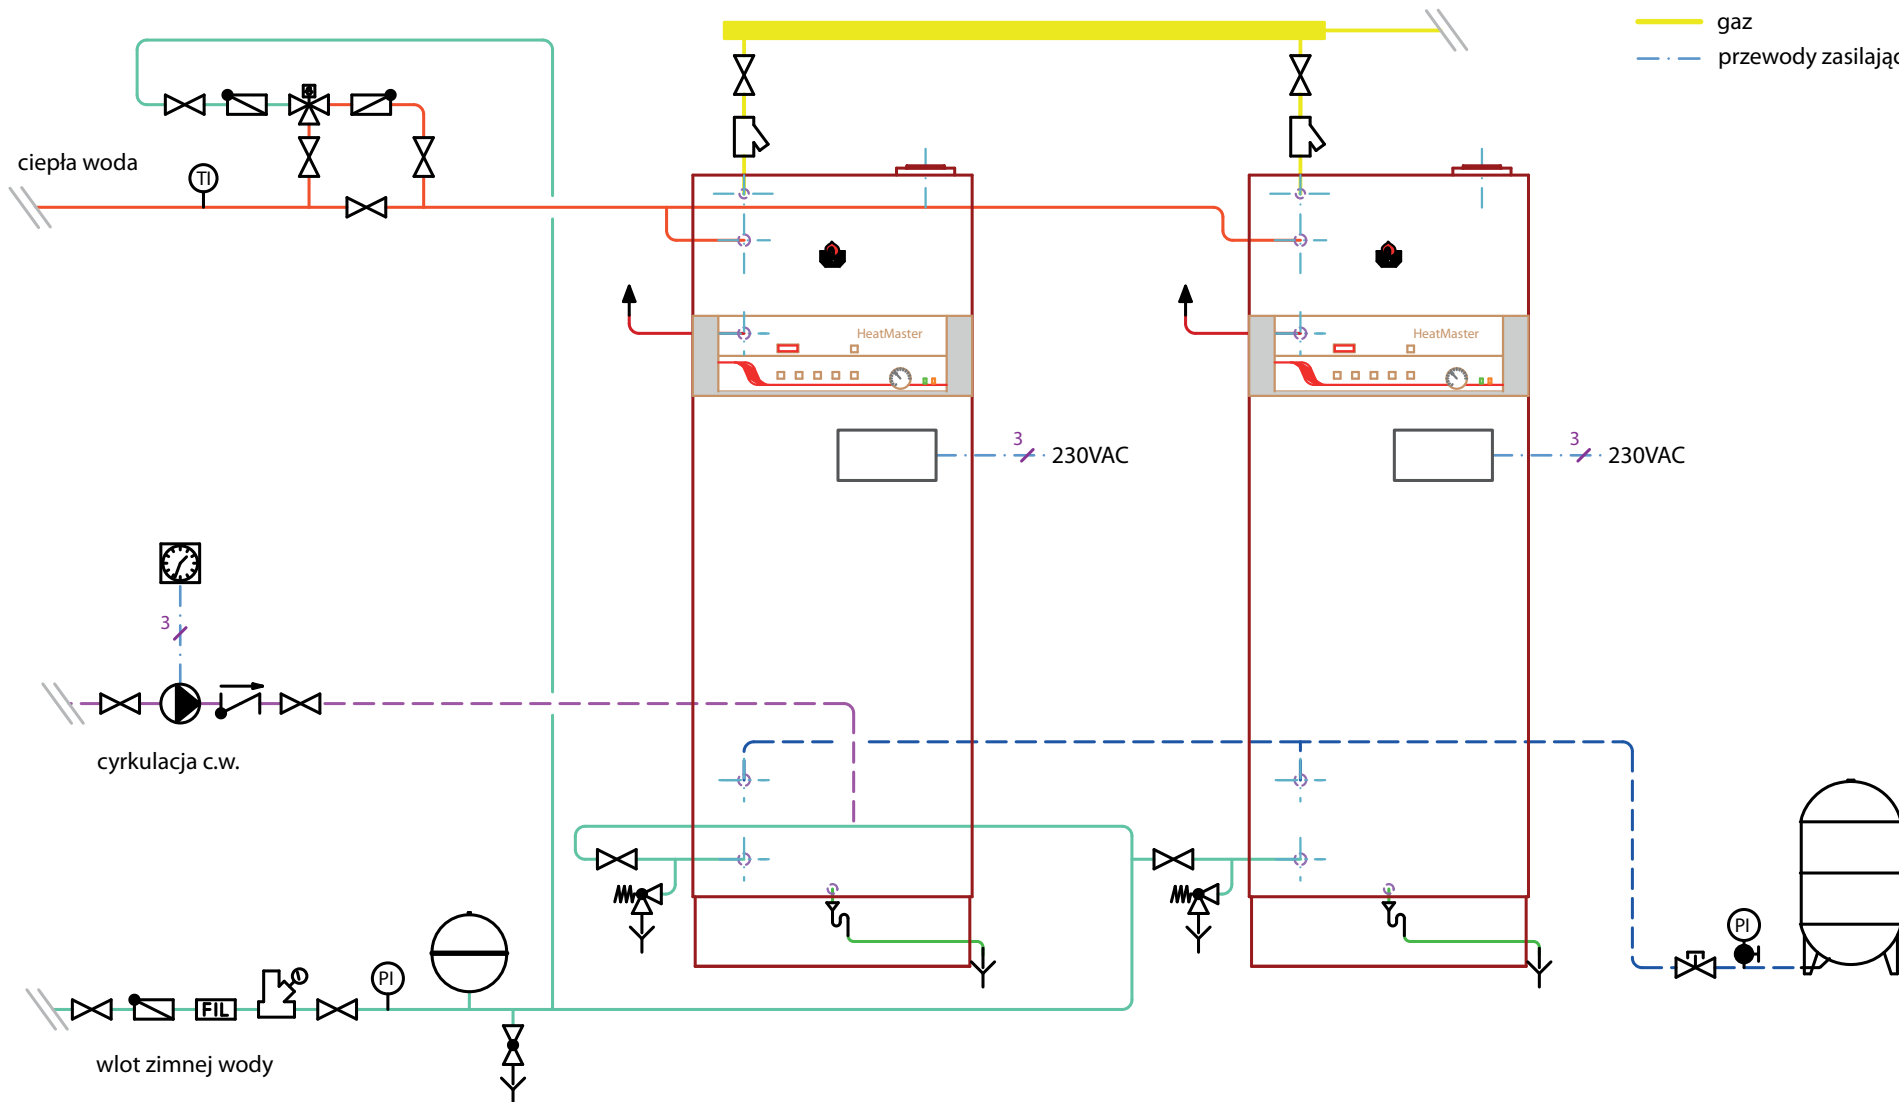 gaz
przewody zasilając
ciepła woda
TI
HeatMaster
HeatMaster
3
230VAC
3
230VAC
3
cyrkulacja c.w.
PI
PI
FIL
wlot zimnej wody